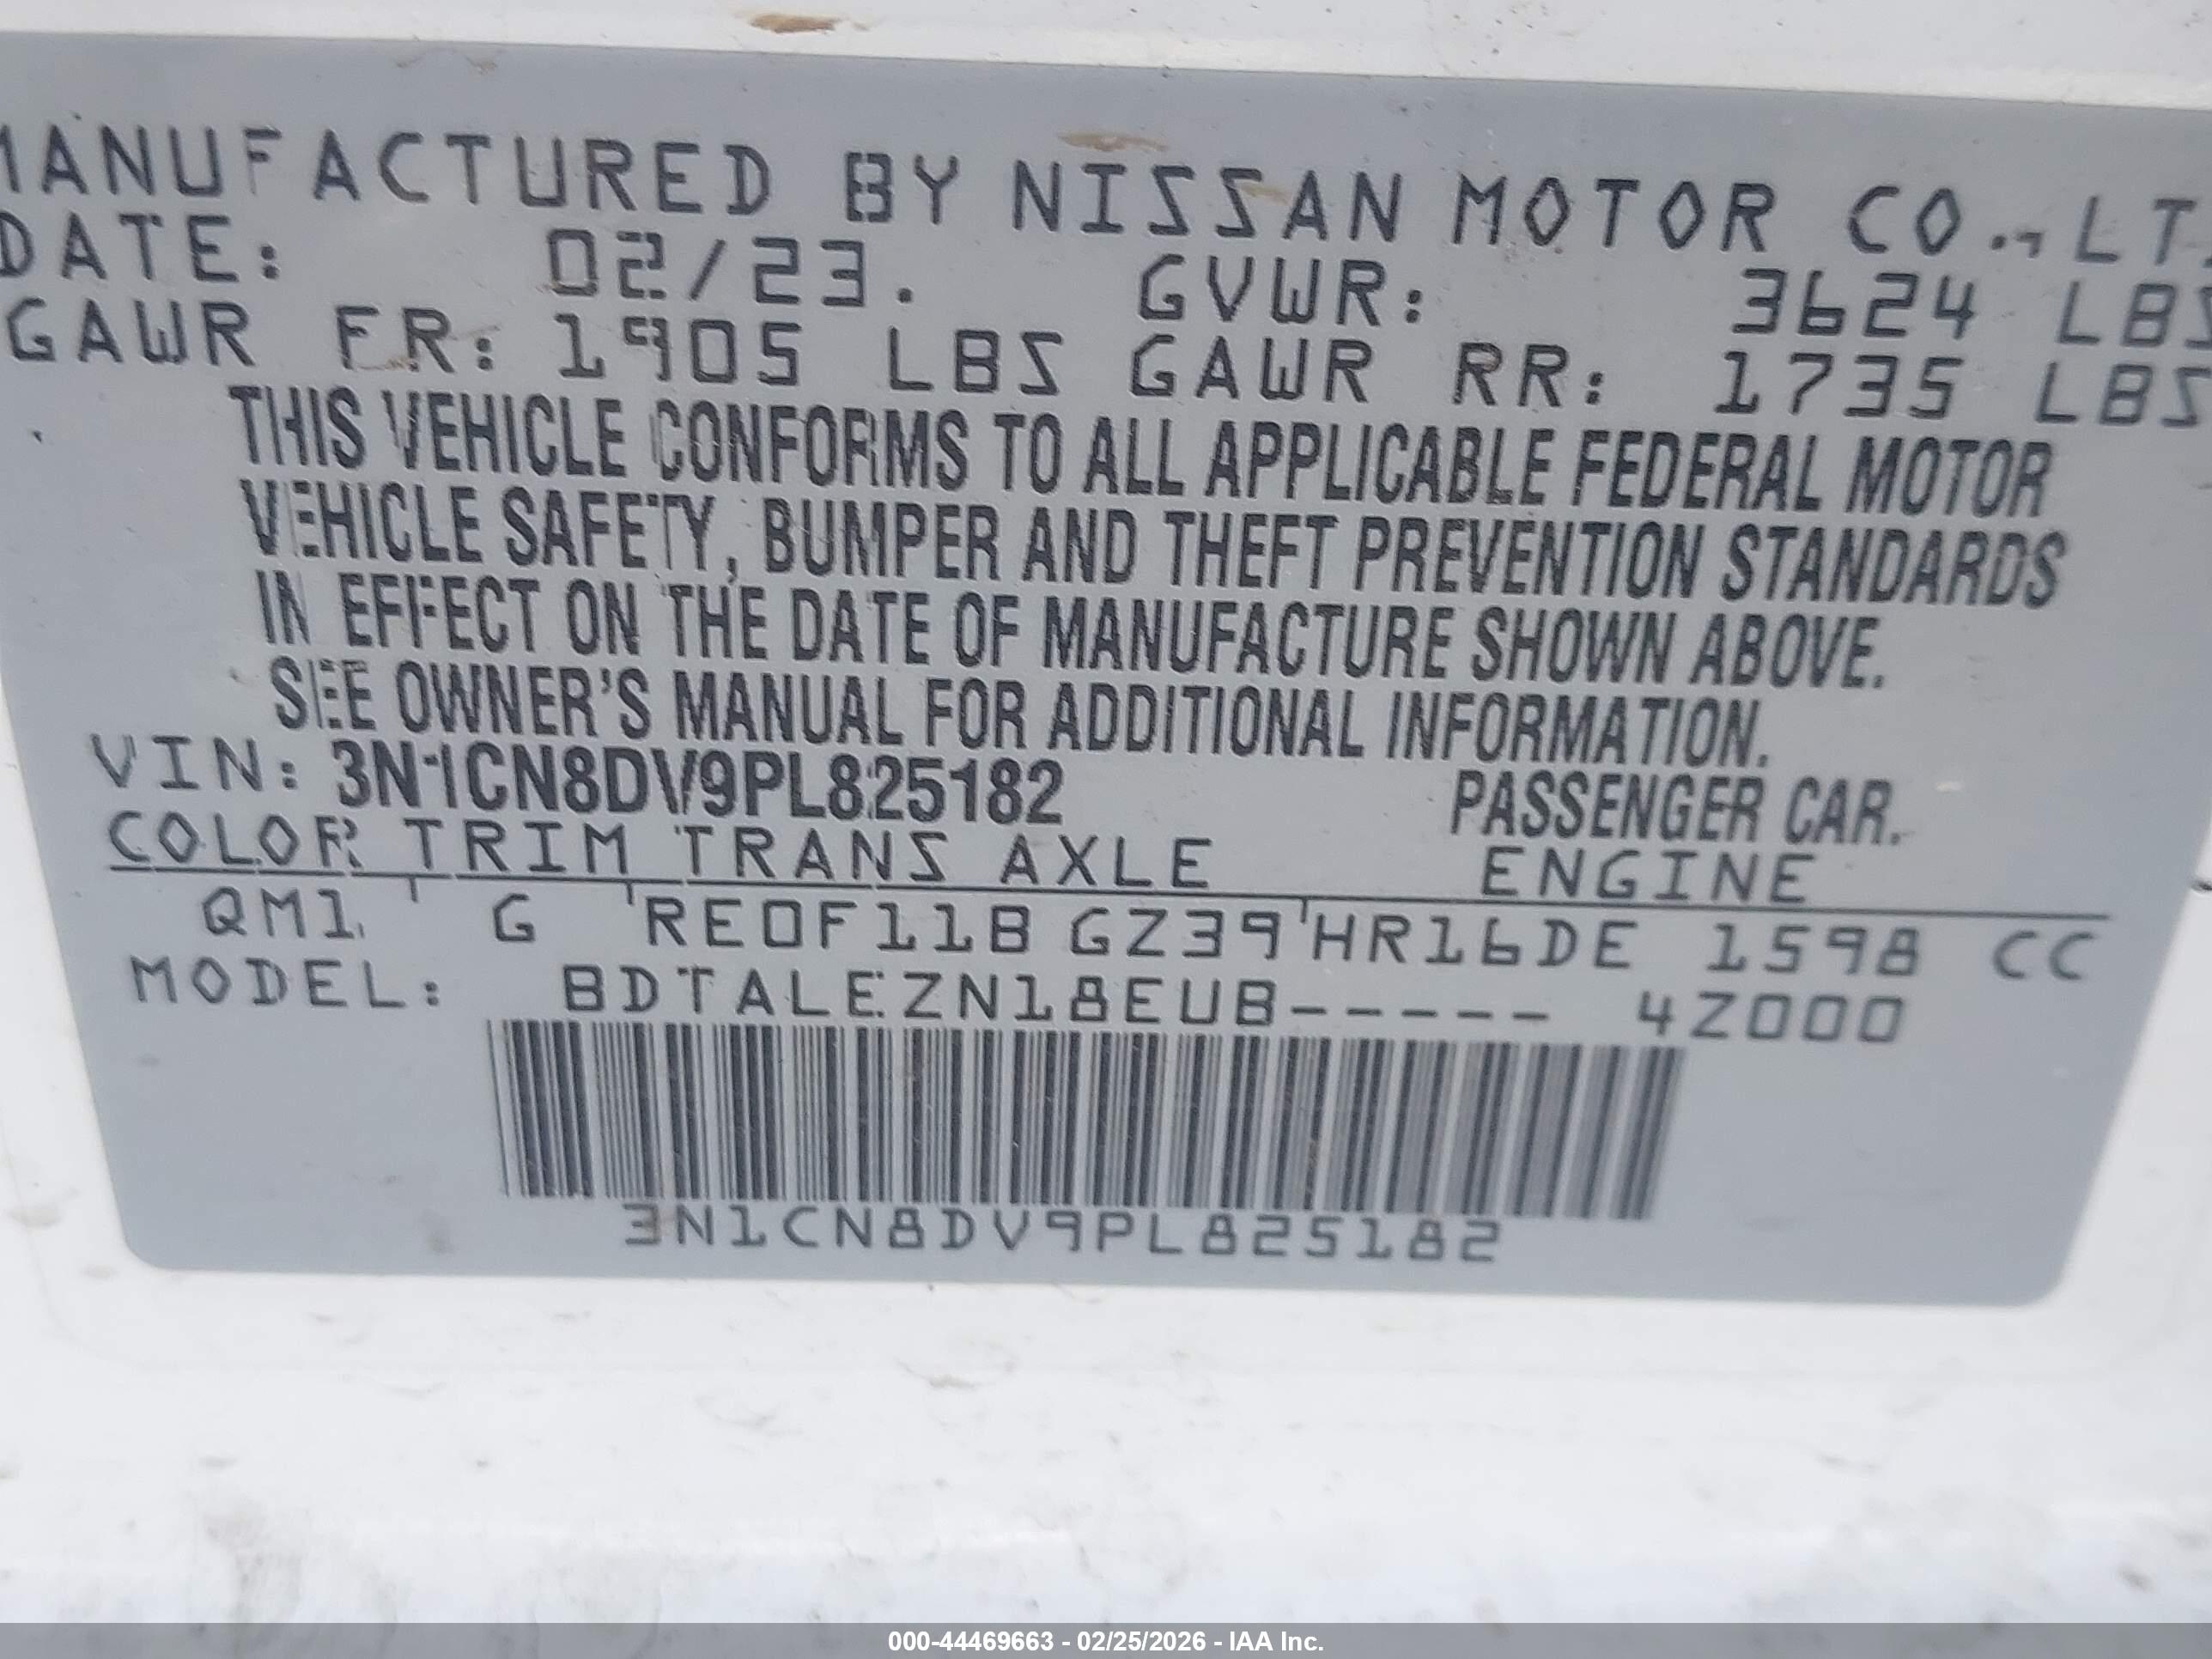 MANUFACTURED BY NISSAN MOTOR CO., LT
DATE: 02/23. GVWR: 3624 LBS
GAWR FR: 1905 LBS GAWR RR: 1735 LBS
THIS VEHICLE CONFORMS TO ALL APPLICABLE FEDERAL MOTOR
VEHICLE SAFETY, BUMPER AND THEFT PREVENTION STANDARDS
IN EFFECT ON THE DATE OF MANUFACTURE SHOWN ABOVE.
SEE OWNER'S MANUAL FOR ADDITIONAL INFORMATION.
VIN: 3N1CN8DV9PL825182 PASSENGER CAR.
COLOR TRIM TRANS AXLE ENGINE
QM1 G RE0F11B GZ39 HR16DE 1598 CC
MODEL: BDTALEZN18EUB----- 4Z000
3N1CN8DV9PL825182
000-44469663 - 02/25/2026 - IAA Inc.